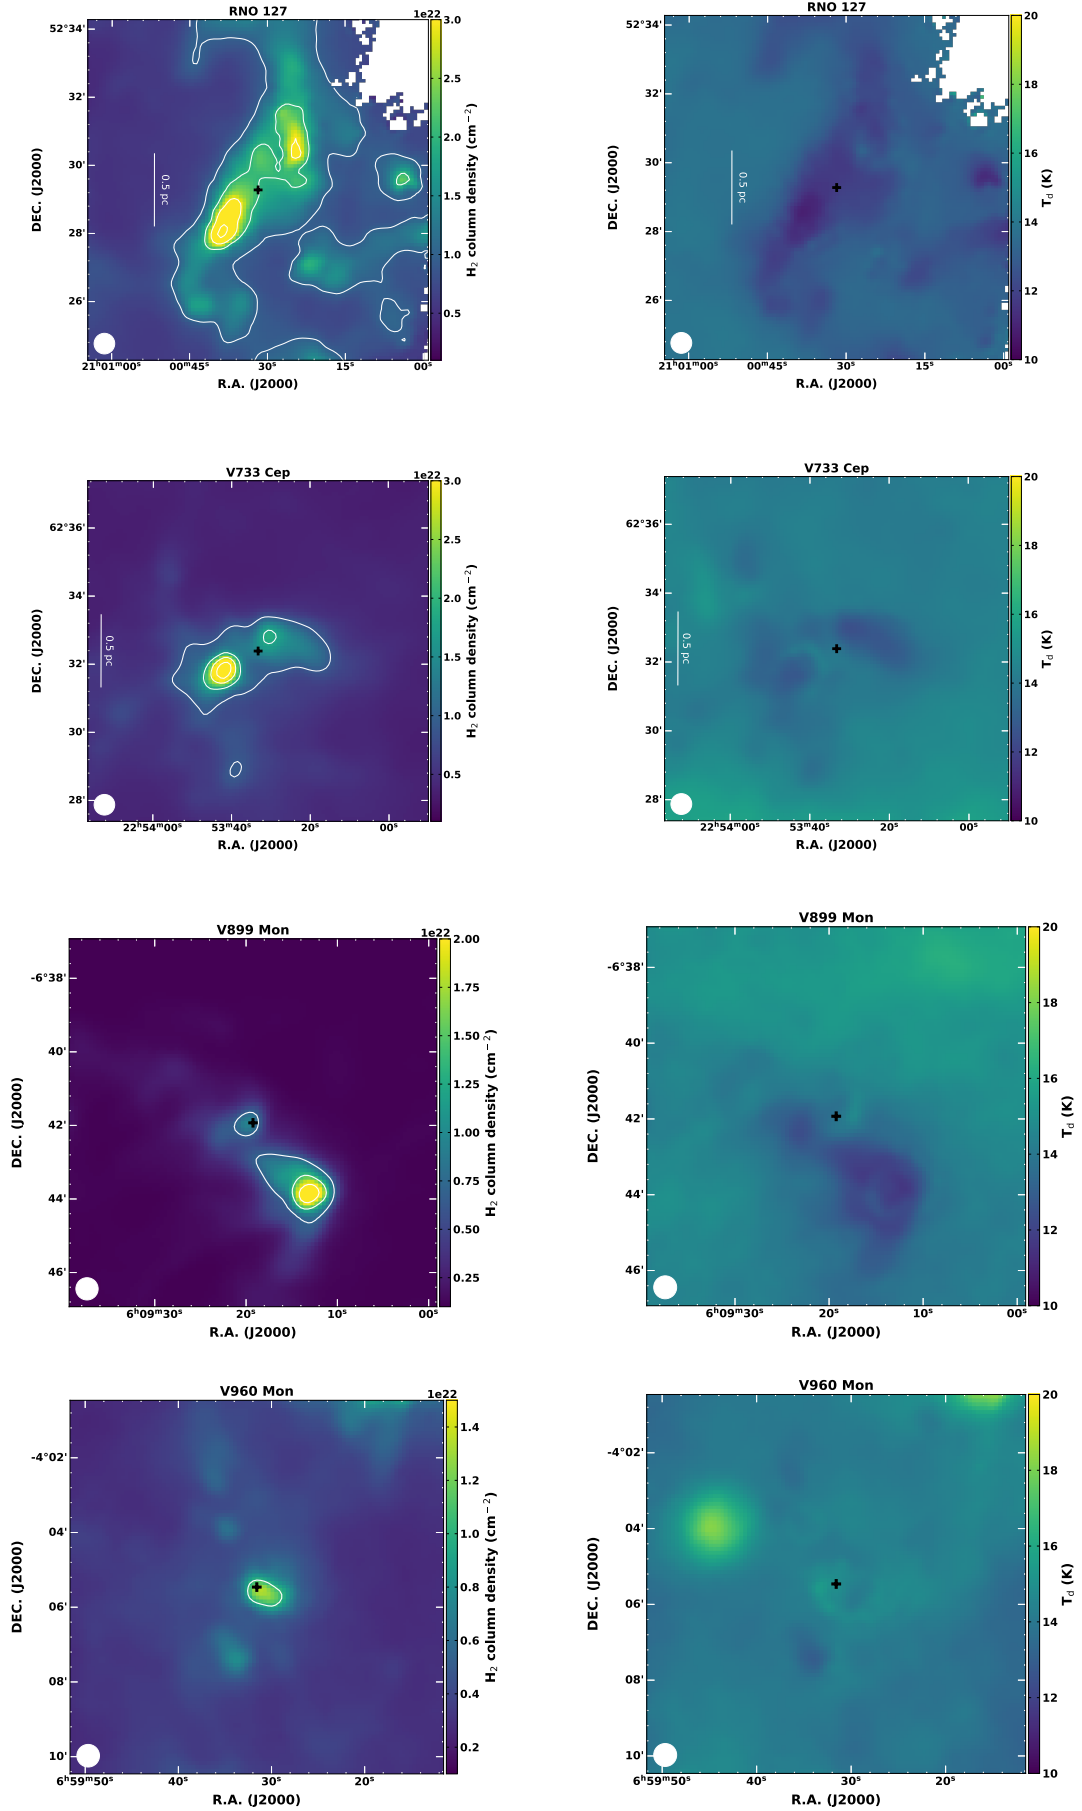 RNO 127
1e22
52°34'
32'
30'
28'
26'
DEC. (J2000)
0.5 pc
21ʰ01ᵐ00ˢ 00ᵐ45ˢ 30ˢ 15ˢ 00ˢ
R.A. (J2000)
3.0
2.5
2.0
1.5
1.0
0.5
H₂ column density (cm⁻²)
RNO 127
52°34'
32'
30'
28'
26'
DEC. (J2000)
0.5 pc
21ʰ01ᵐ00ˢ 00ᵐ45ˢ 30ˢ 15ˢ 00ˢ
R.A. (J2000)
20
18
16
14
12
10
T_d (K)
V733 Cep
1e22
62°36'
34'
32'
30'
28'
DEC. (J2000)
0.5 pc
22ʰ54ᵐ00ˢ 53ᵐ40ˢ 20ˢ 00ˢ
R.A. (J2000)
3.0
2.5
2.0
1.5
1.0
0.5
H₂ column density (cm⁻²)
V733 Cep
62°36'
34'
32'
30'
28'
DEC. (J2000)
0.5 pc
22ʰ54ᵐ00ˢ 53ᵐ40ˢ 20ˢ 00ˢ
R.A. (J2000)
20
18
16
14
12
10
T_d (K)
V899 Mon
1e22
-6°38'
40'
42'
44'
46'
DEC. (J2000)
6ʰ09ᵐ30ˢ 20ˢ 10ˢ 00ˢ
R.A. (J2000)
2.00
1.75
1.50
1.25
1.00
0.75
0.50
0.25
H₂ column density (cm⁻²)
V899 Mon
-6°38'
40'
42'
44'
46'
DEC. (J2000)
6ʰ09ᵐ30ˢ 20ˢ 10ˢ 00ˢ
R.A. (J2000)
20
18
16
14
12
10
T_d (K)
V960 Mon
1e22
-4°02'
04'
06'
08'
10'
DEC. (J2000)
6ʰ59ᵐ50ˢ 40ˢ 30ˢ 20ˢ
R.A. (J2000)
1.4
1.2
1.0
0.8
0.6
0.4
0.2
H₂ column density (cm⁻²)
V960 Mon
-4°02'
04'
06'
08'
10'
DEC. (J2000)
6ʰ59ᵐ50ˢ 40ˢ 30ˢ 20ˢ
R.A. (J2000)
20
18
16
14
12
10
T_d (K)